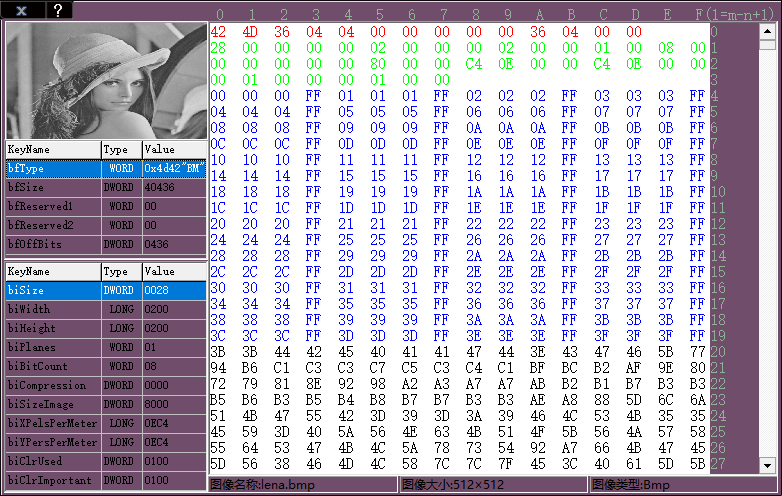 X ?
KeyName Type Value
bfType WORD 0x4d42"BM"
bfSize DWORD 40436
bfReserved1 WORD 00
bfReserved2 WORD 00
bfOffBits DWORD 0436
KeyName Type Value
biSize DWORD 0028
biWidth LONG 0200
biHeight LONG 0200
biPlanes WORD 01
biBitCount WORD 08
biCompression DWORD 0000
biSizeImage DWORD 8000
biXPelsPerMeter LONG 0EC4
biYPersPerMeter LONG 0EC4
biClrUsed DWORD 0100
biClrImportant DWORD 0100
0 1 2 3 4 5 6 7 8 9 A B C D E F(1=m-n+1)
42 4D 36 04 04 00 00 00 00 00 36 04 00 00 0
28 00 00 00 00 02 00 00 00 02 00 00 01 00 08 00 1
00 00 00 00 00 80 00 00 C4 0E 00 00 C4 0E 00 00 2
00 01 00 00 00 01 00 00 3
00 00 00 FF 01 01 01 FF 02 02 02 FF 03 03 03 FF 4
04 04 04 FF 05 05 05 FF 06 06 06 FF 07 07 07 FF 5
08 08 08 FF 09 09 09 FF 0A 0A 0A FF 0B 0B 0B FF 6
0C 0C 0C FF 0D 0D 0D FF 0E 0E 0E FF 0F 0F 0F FF 7
10 10 10 FF 11 11 11 FF 12 12 12 FF 13 13 13 FF 8
14 14 14 FF 15 15 15 FF 16 16 16 FF 17 17 17 FF 9
18 18 18 FF 19 19 19 FF 1A 1A 1A FF 1B 1B 1B FF 10
1C 1C 1C FF 1D 1D 1D FF 1E 1E 1E FF 1F 1F 1F FF 11
20 20 20 FF 21 21 21 FF 22 22 22 FF 23 23 23 FF 12
24 24 24 FF 25 25 25 FF 26 26 26 FF 27 27 27 FF 13
28 28 28 FF 29 29 29 FF 2A 2A 2A FF 2B 2B 2B FF 14
2C 2C 2C FF 2D 2D 2D FF 2E 2E 2E FF 2F 2F 2F FF 15
30 30 30 FF 31 31 31 FF 32 32 32 FF 33 33 33 FF 16
34 34 34 FF 35 35 35 FF 36 36 36 FF 37 37 37 FF 17
38 38 38 FF 39 39 39 FF 3A 3A 3A FF 3B 3B 3B FF 18
3C 3C 3C FF 3D 3D 3D FF 3E 3E 3E FF 3F 3F 3F FF 19
3B 3B 44 42 45 40 41 41 47 44 3E 43 47 46 5B 77 20
94 B6 C1 C3 C3 C7 C5 C3 C4 C1 BF BC B2 AF 9E 80 21
72 79 81 8E 92 98 A2 A3 A7 A7 AB B2 B1 B7 B3 B3 22
B5 B6 B3 B5 B4 B8 B7 B7 B3 B3 AE A8 88 5D 6C 6A 23
51 4B 47 55 42 3D 39 3D 3A 39 46 4C 53 4B 35 35 24
45 59 3D 40 5A 56 4E 63 4B 51 4F 5B 56 4A 57 58 25
55 64 53 47 4B 4C 5A 78 73 54 92 A7 66 4B 47 45 26
5D 56 38 46 4D 4C 58 7C 7C 7F 45 3C 40 61 5D 5B 27
图像名称:lena.bmp 图像大小:512×512 图像类型:Bmp